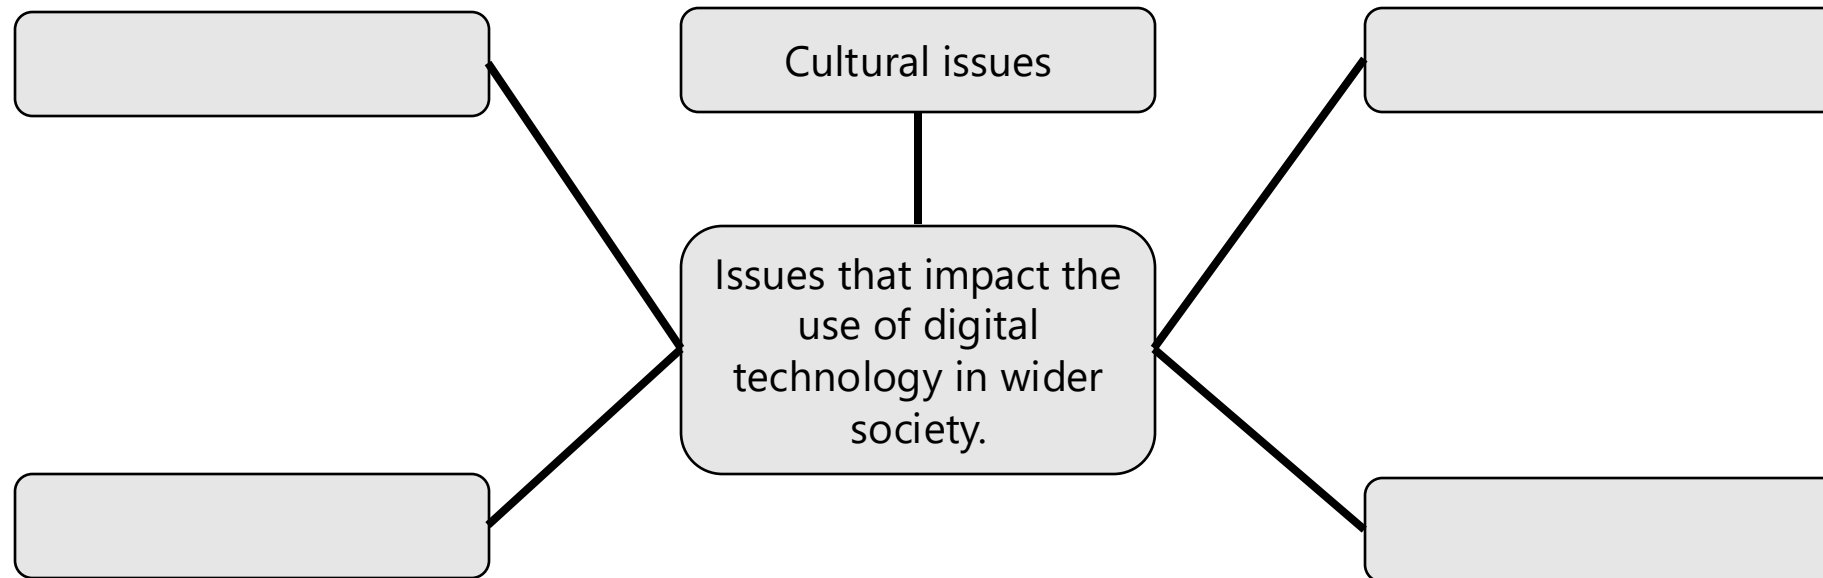 Cultural issues
Issues that impact the
use of digital
technology in wider
society.